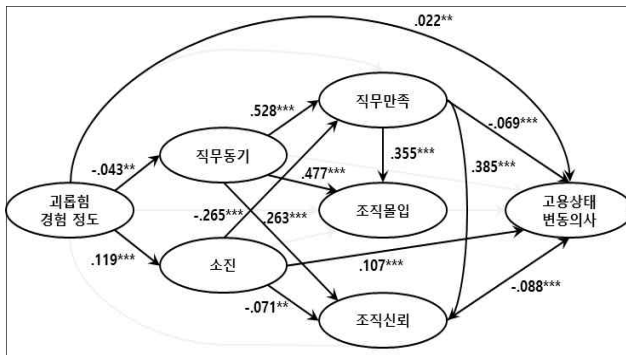 .022**
직무만족
.528***
-.069***
-.043**
직무동기
.355***
.385***
.477***
괴롭힘
경험 정도
조직몰입
고용상태
변동의사
-.265***
.263***
.119***
소진
.107***
-.071**
-.088***
조직신뢰